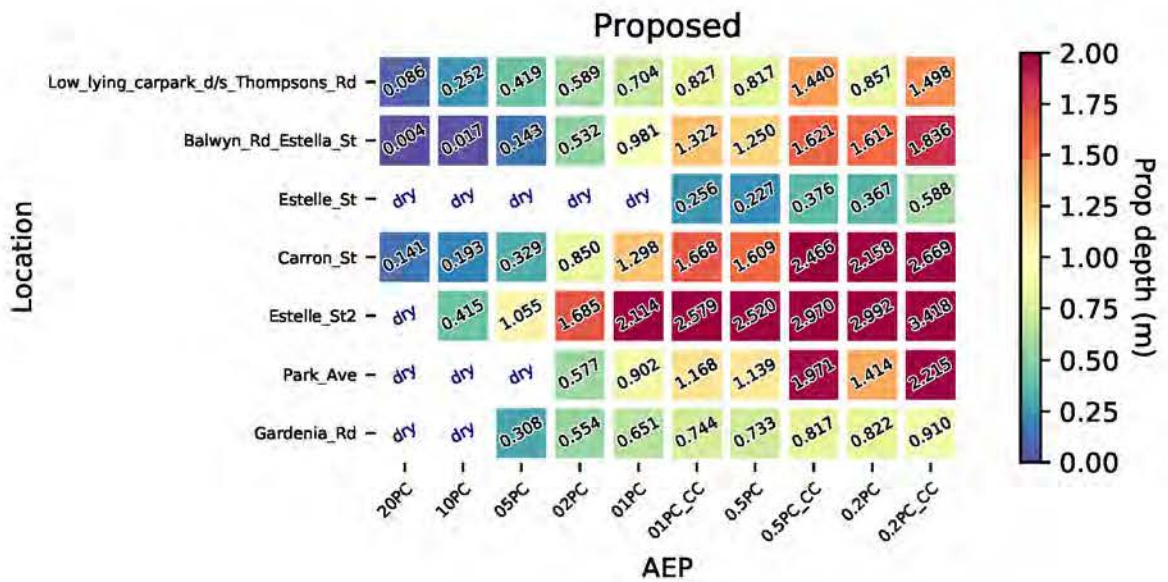 Proposed
Low_lying_carpark_d/s_Thompsons_Rd 0.086 0.252 0.419 0.589 0.704 0.827 0.817 1.440 0.857 1.498
Balwyn_Rd_Estella_St 0.004 0.017 0.143 0.532 0.981 1.322 1.250 1.621 1.611 1.836
Estelle_St dry dry dry dry dry 0.256 0.227 0.376 0.367 0.588
Carron_St 0.141 0.193 0.329 0.850 1.298 1.668 1.609 2.466 2.158 2.669
Estelle_St2 dry 0.415 1.055 1.685 2.114 2.579 2.520 2.970 2.992 3.418
Park_Ave dry dry dry 0.577 0.902 1.168 1.139 1.971 1.414 2.215
Gardenia_Rd dry dry 0.308 0.554 0.651 0.744 0.733 0.817 0.822 0.910
20PC 10PC 05PC 02PC 01PC 01PC_CC 0.5PC 0.5PC_CC 0.2PC 0.2PC_CC
AEP
Location
2.00
1.75
1.50
1.25
1.00
0.75
0.50
0.25
0.00
Prop depth (m)